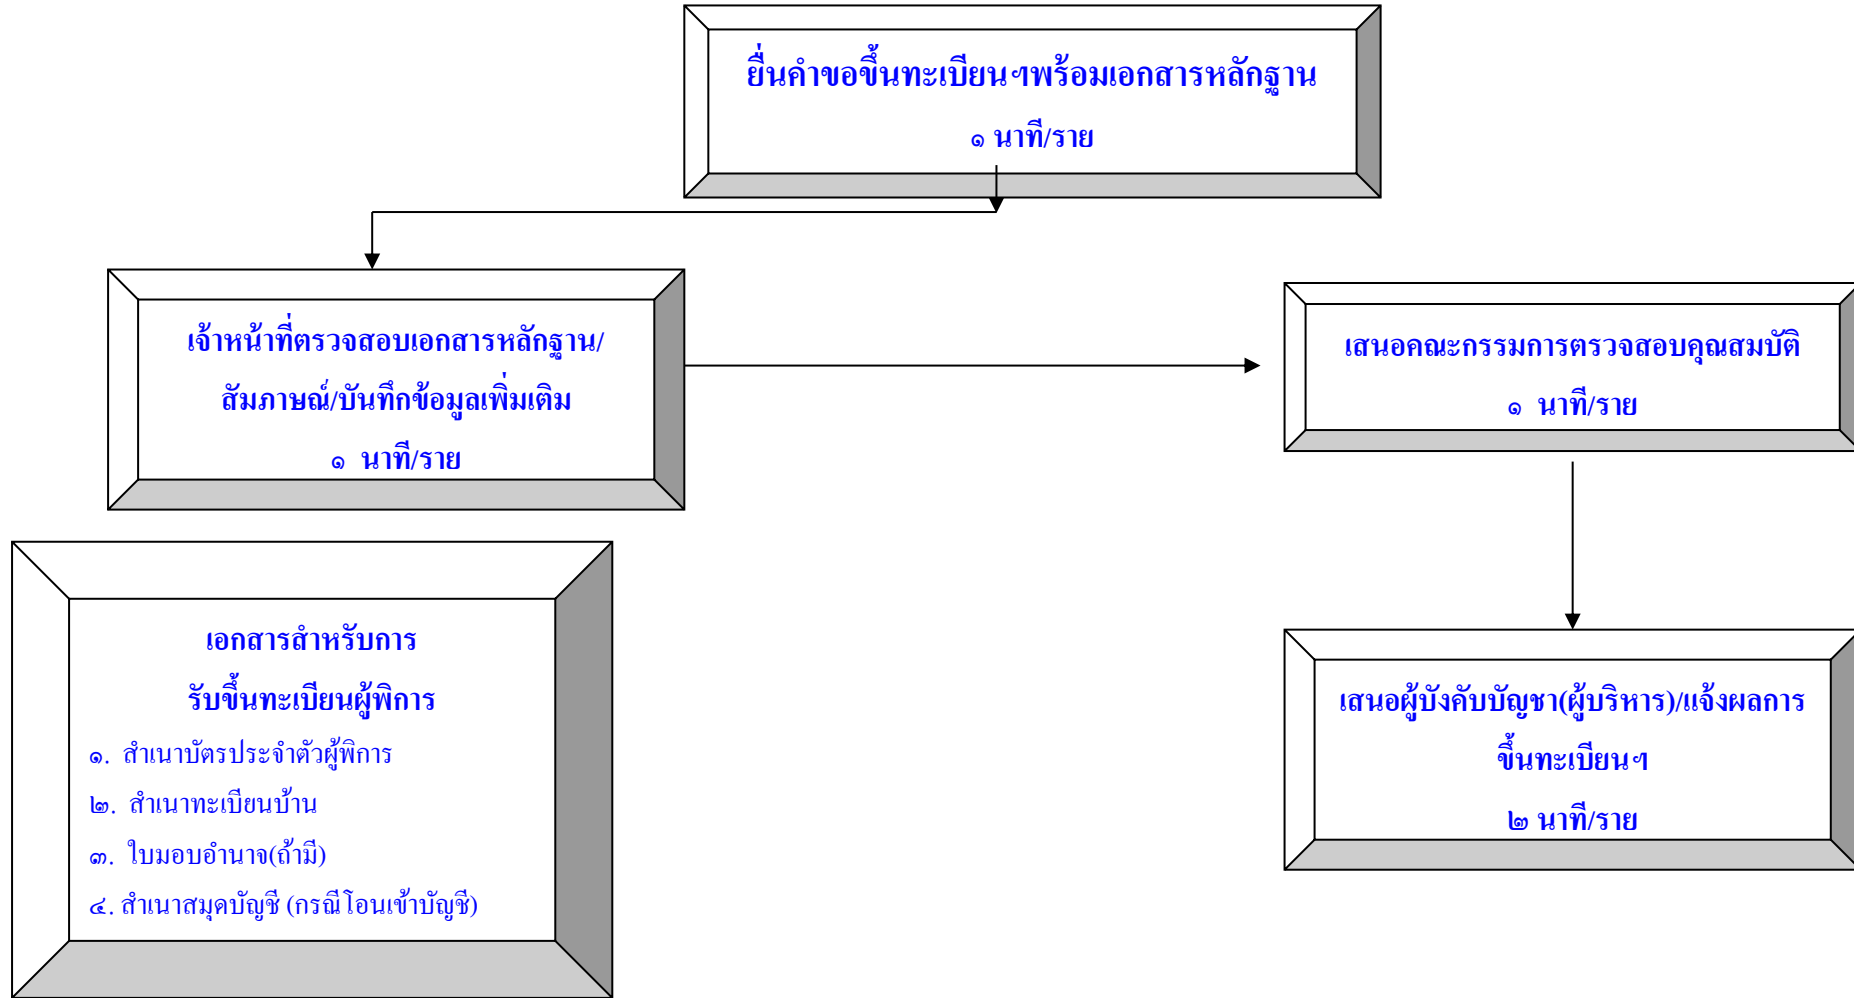 ยื่นคำขอขึ้นทะเบียนฯพร้อมเอกสารหลักฐาน
๑ นาที/ราย
เจ้าหน้าที่ตรวจสอบเอกสารหลักฐาน/
สัมภาษณ์/บันทึกข้อมูลเพิ่มเติม
๑ นาที/ราย
เสนอคณะกรรมการตรวจสอบคุณสมบัติ
๑ นาที/ราย
เอกสารสำหรับการ
รับขึ้นทะเบียนผู้พิการ
๑. สำเนาบัตรประจำตัวผู้พิการ
๒. สำเนาทะเบียนบ้าน
๓. ใบมอบอำนาจ(ถ้ามี)
๔. สำเนาสมุดบัญชี (กรณีโอนเข้าบัญชี)
เสนอผู้บังคับบัญชา(ผู้บริหาร)/แจ้งผลการ
ขึ้นทะเบียนฯ
๒ นาที/ราย